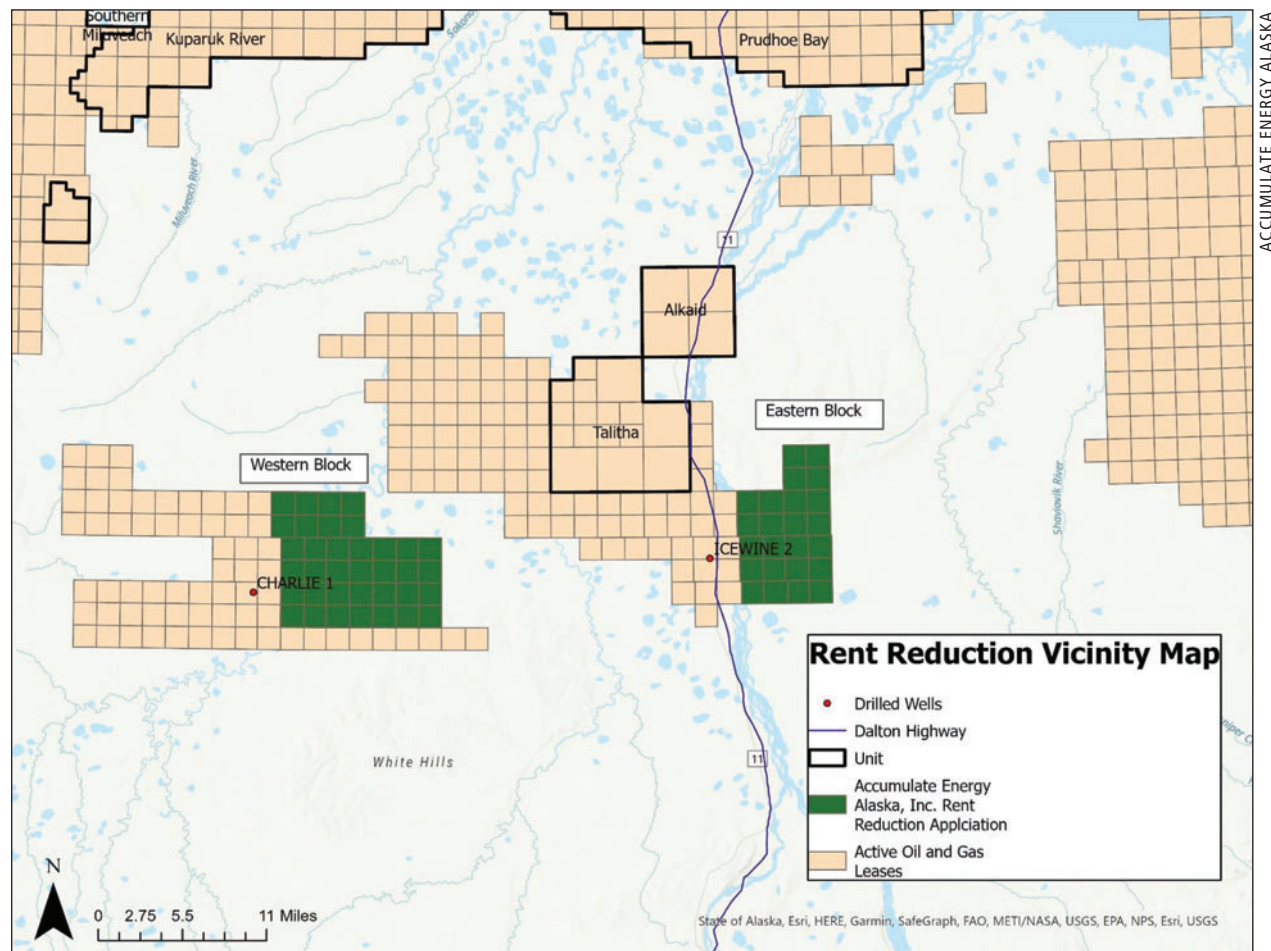 Southern
Miluveach
Kuparuk River
Prudhoe Bay
ACCUMULATE ENERGY ALASKA
Miluveach River
11
Alkaid
Eastern Block
Talitha
Western Block
Shaviovik River
ICEWINE 2
CHARLIE 1
Rent Reduction Vicinity Map
Drilled Wells
Dalton Highway
Unit
Accumulate Energy
Alaska, Inc. Rent
Reduction Applciation
Active Oil and Gas
Leases
White Hills
11
N
0 2.75 5.5 11 Miles
State of Alaska, Esri, HERE, Garmin, SafeGraph, FAO, METI/NASA, USGS, EPA, NPS, Esri, USGS